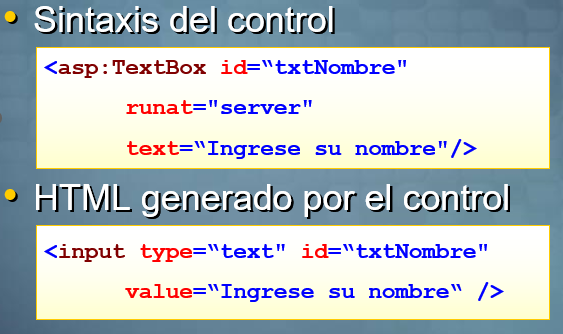 • Sintaxis del control
<asp:TextBox id=“txtNombre"
runat="server"
text=“Ingrese su nombre"/>
• HTML generado por el control
<input type=“text" id=“txtNombre"
value=“Ingrese su nombre“ />